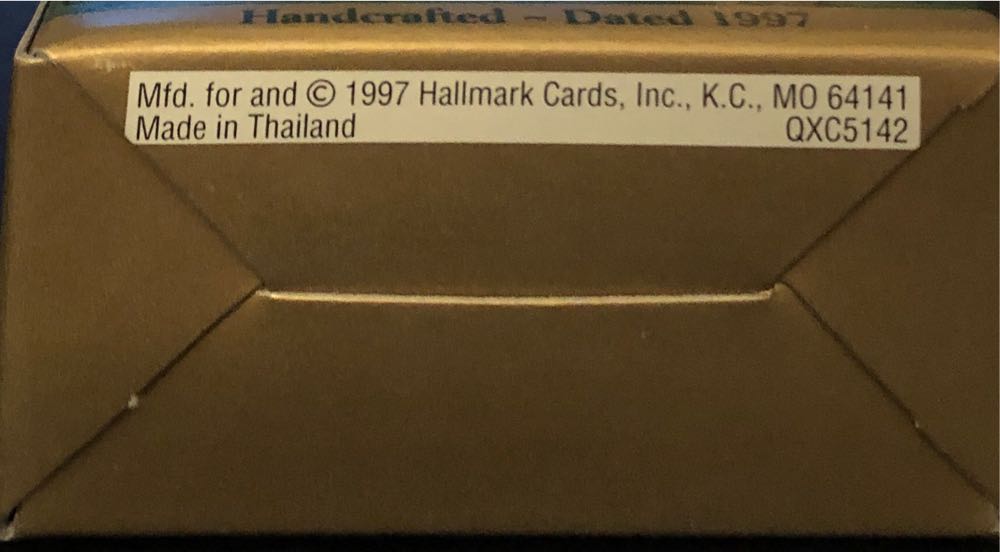 Handcrafted ~ Dated 1997
Mfd. for and © 1997 Hallmark Cards, Inc., K.C., MO 64141
Made in Thailand QXC5142